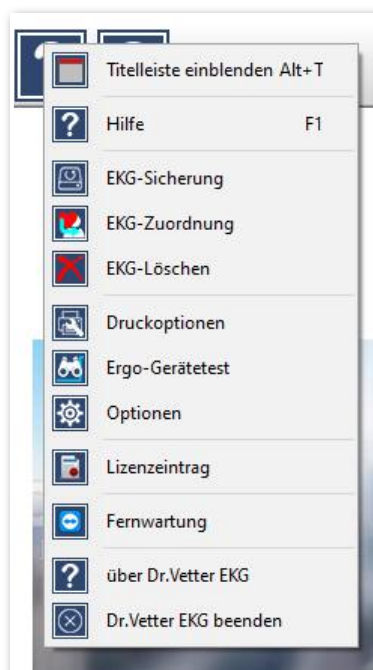 Titelleiste einblenden Alt+T
Hilfe F1
EKG-Sicherung
EKG-Zuordnung
EKG-Löschen
Druckoptionen
Ergo-Gerätetest
Optionen
Lizenzeintrag
Fernwartung
über Dr.Vetter EKG
Dr.Vetter EKG beenden